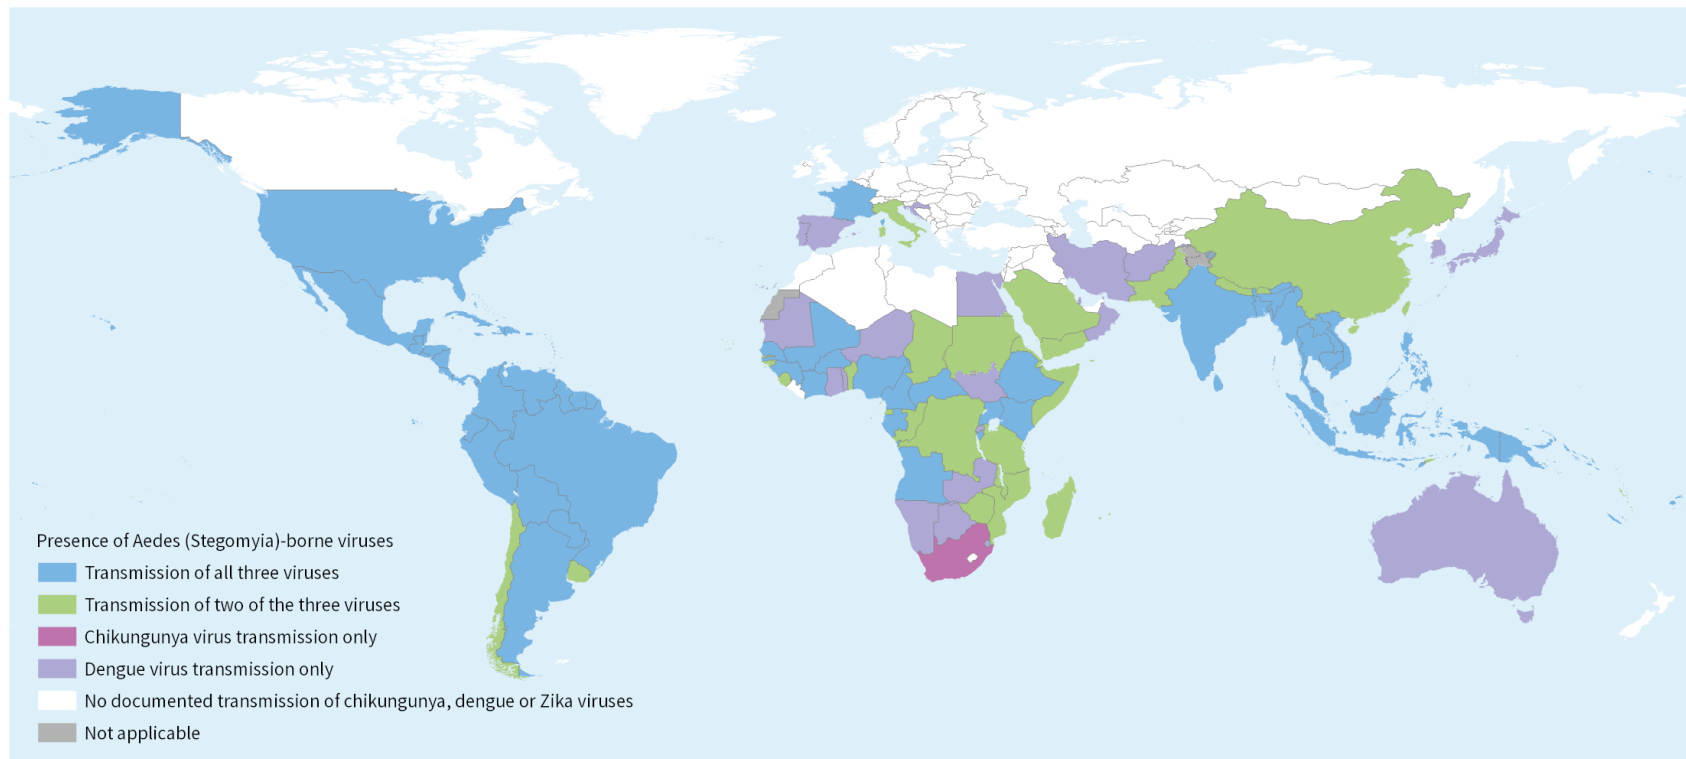 Presence of Aedes (Stegomyia)-borne viruses
Transmission of all three viruses
Transmission of two of the three viruses
Chikungunya virus transmission only
Dengue virus transmission only
No documented transmission of chikungunya, dengue or Zika viruses
Not applicable